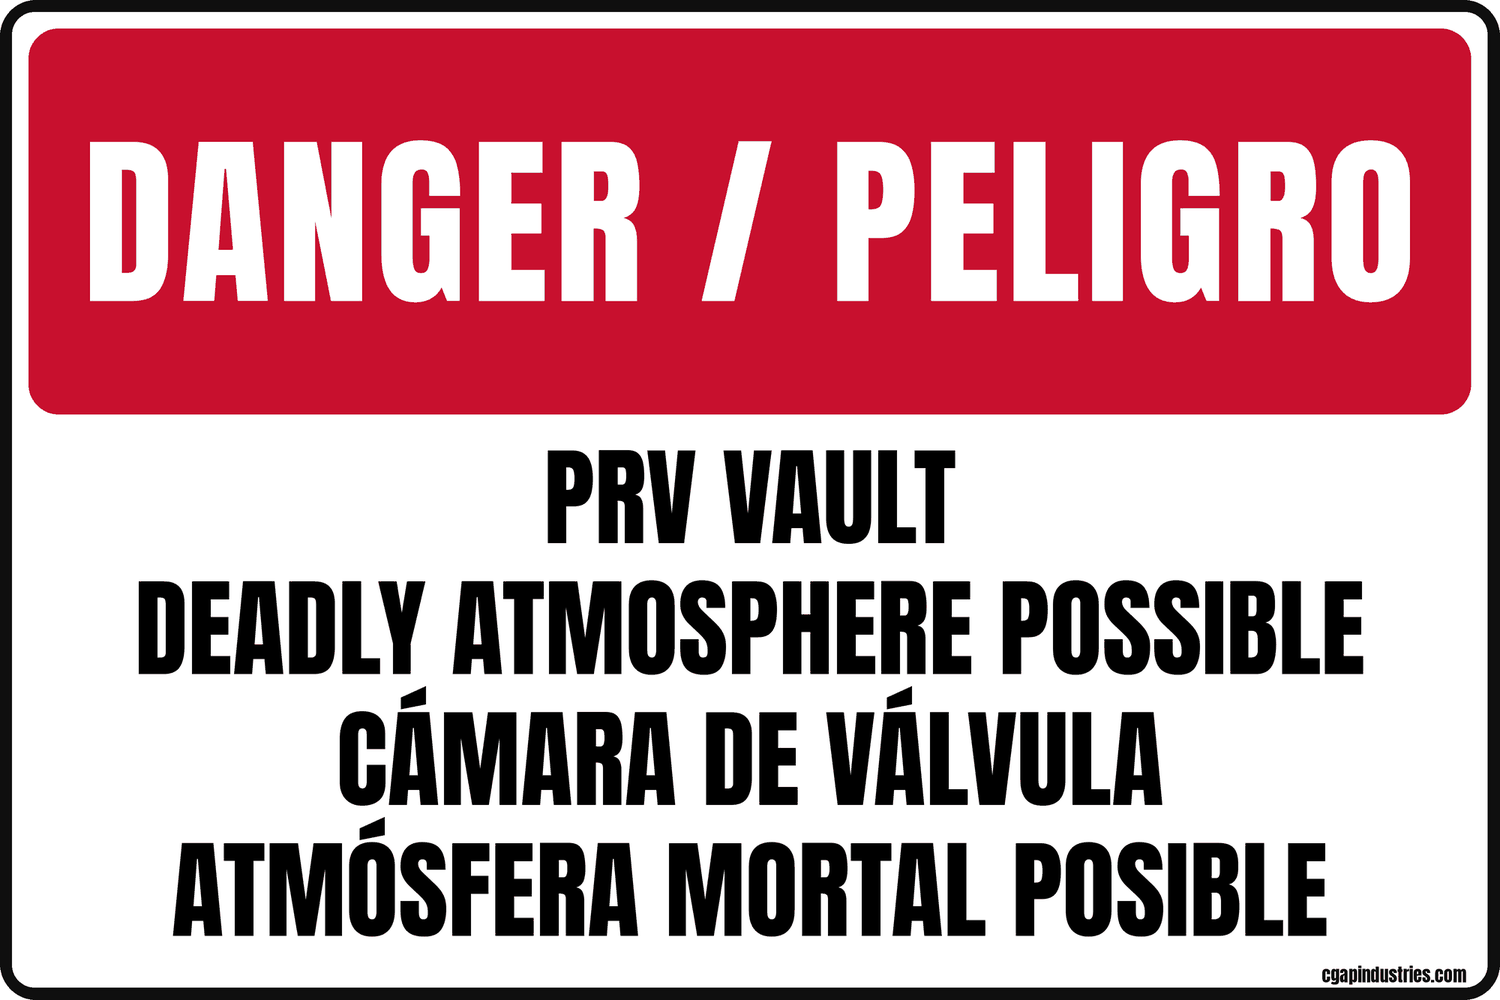 DANGER / PELIGRO
PRV VAULT
DEADLY ATMOSPHERE POSSIBLE
CÁMARA DE VÁLVULA
ATMÓSFERA MORTAL POSIBLE
cgapindustries.com